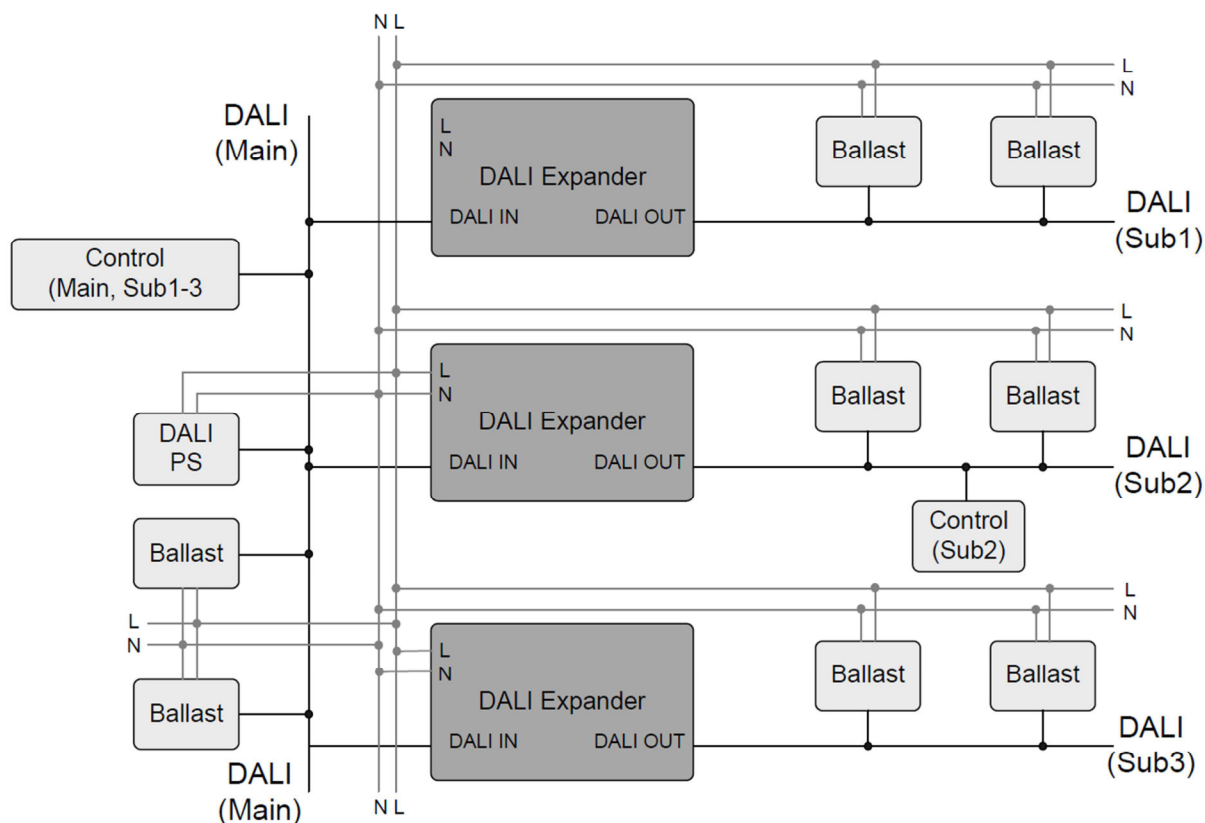 N L
L
N
DALI
(Main)
L
N
DALI Expander
DALI IN
DALI OUT
Ballast
Ballast
DALI
(Sub1)
Control
(Main, Sub1-3
L
N
L
N
DALI Expander
DALI IN
DALI OUT
Ballast
Ballast
DALI
(Sub2)
DALI
PS
Control
(Sub2)
Ballast
L
N
L
N
Ballast
L
N
DALI Expander
DALI IN
DALI OUT
Ballast
Ballast
DALI
(Sub3)
DALI
(Main)
N L